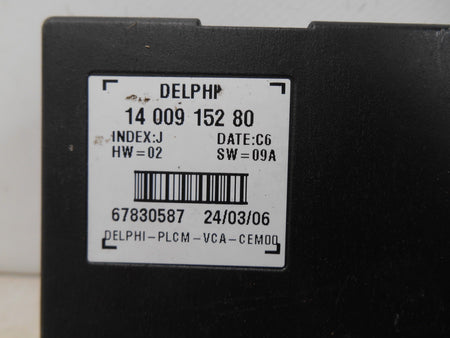 DELPHI
14 009 152 80
INDEX:J DATE:C6
HW=02 SW=09A
67830587 24/03/06
DELPHI-PLCM-VCA-CEM00